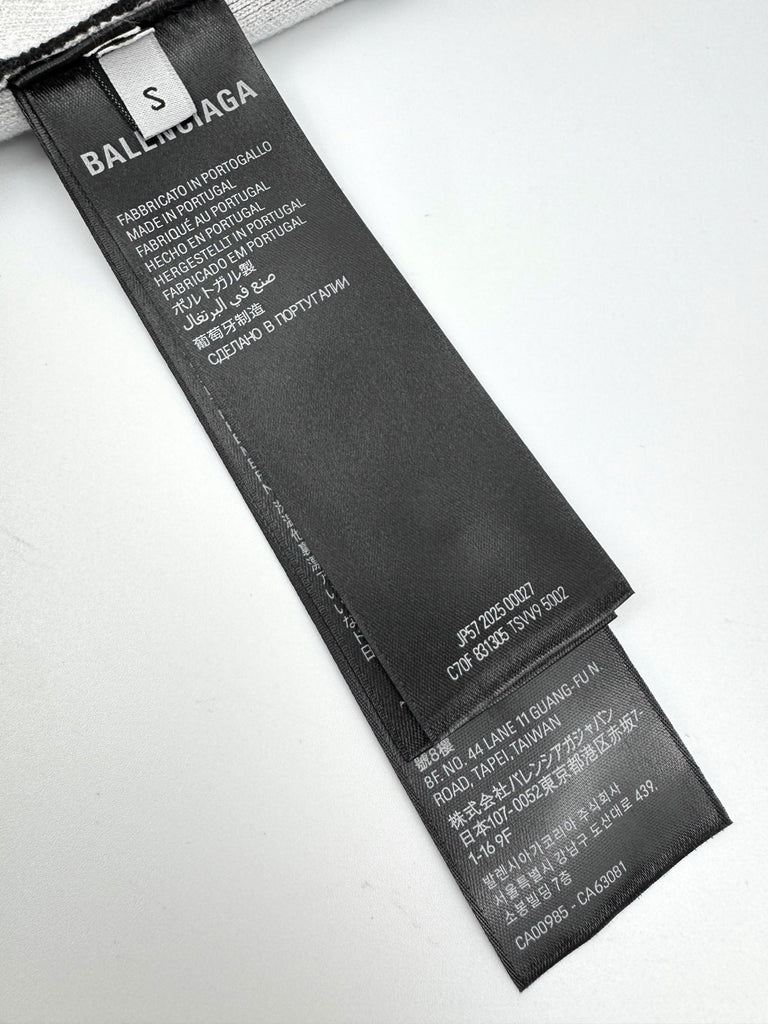 S
BALENCIAGA
FABBRICATO IN PORTOGALLO
MADE IN PORTUGAL
FABRIQUÉ AU PORTUGAL
HECHO EN PORTUGAL
HERGESTELLT IN PORTUGAL
FABRICADO EM PORTUGAL
ポルトガル製
صنع في البرتغال
葡萄牙制造
СДЕЛАНО В ПОРТУГАЛИИ
JP57 2025 00027
C70F 831305 TSVV9 5002
號8樓
8F. NO. 44 LANE 11 GUANG-FU N.
ROAD, TAPEI, TAIWAN
株式会社バレンシアガジャパン
日本107-0052東京都港区赤坂7-
1-16 9F
발렌시아가코리아 주식회사
서울특별시 강남구 도산대로 439,
소봉빌딩 7층
CA00985 - CA63081